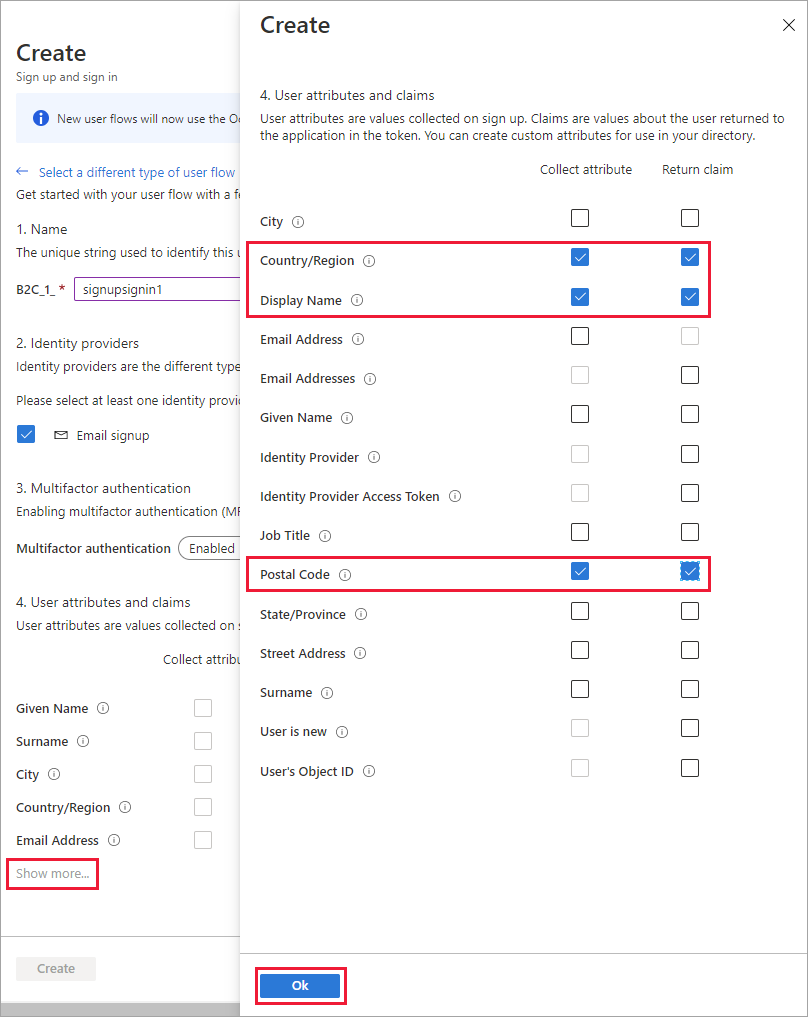 Create
Sign up and sign in
New user flows will now use the Oc
Select a different type of user flow
Get started with your user flow with a fe
1. Name
The unique string used to identify this u
B2C_1_ * signupsignin1
2. Identity providers
Identity providers are the different type
Please select at least one identity provid
Email signup
3. Multifactor authentication
Enabling multifactor authentication (MF
Multifactor authentication Enabled
4. User attributes and claims
User attributes are values collected on s
Collect attribu
Given Name
Surname
City
Country/Region
Email Address
Show more...
Create
Create
4. User attributes and claims
User attributes are values collected on sign up. Claims are values about the user returned to
the application in the token. You can create custom attributes for use in your directory.
Collect attribute Return claim
City
Country/Region
Display Name
Email Address
Email Addresses
Given Name
Identity Provider
Identity Provider Access Token
Job Title
Postal Code
State/Province
Street Address
Surname
User is new
User's Object ID
Ok